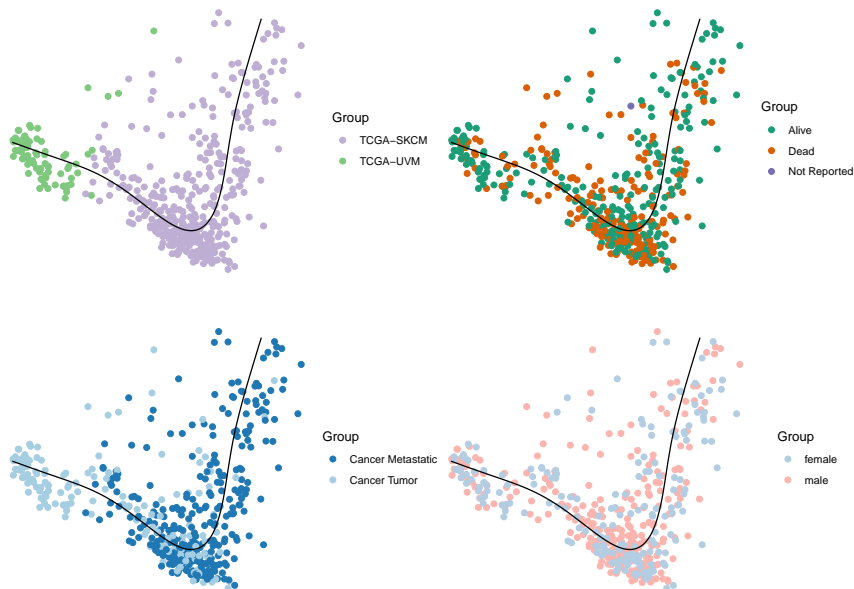 Group
TCGA−SKCM
TCGA−UVM
Group
Alive
Dead
Not Reported
Group
Cancer Metastatic
Cancer Tumor
Group
female
male